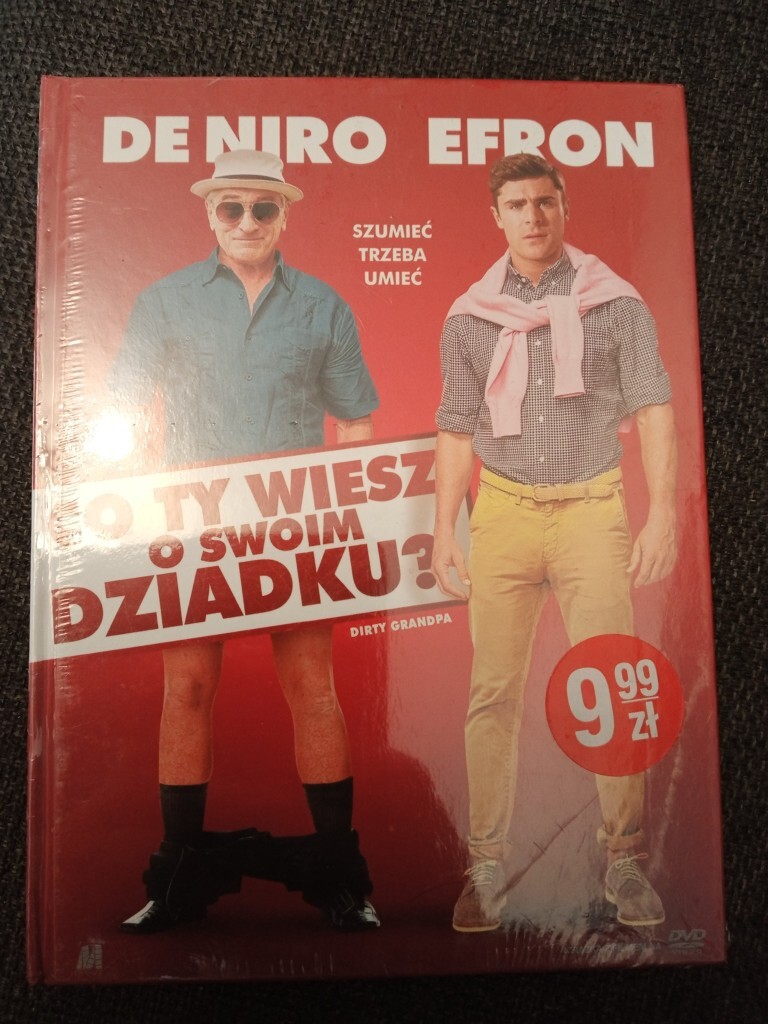 DE NIRO EFRON
SZUMIEĆ
TRZEBA
UMIEĆ
O TY WIESZ
O SWOIM
DZIADKU?
DIRTY GRANDPA
9 99 zł
DVD